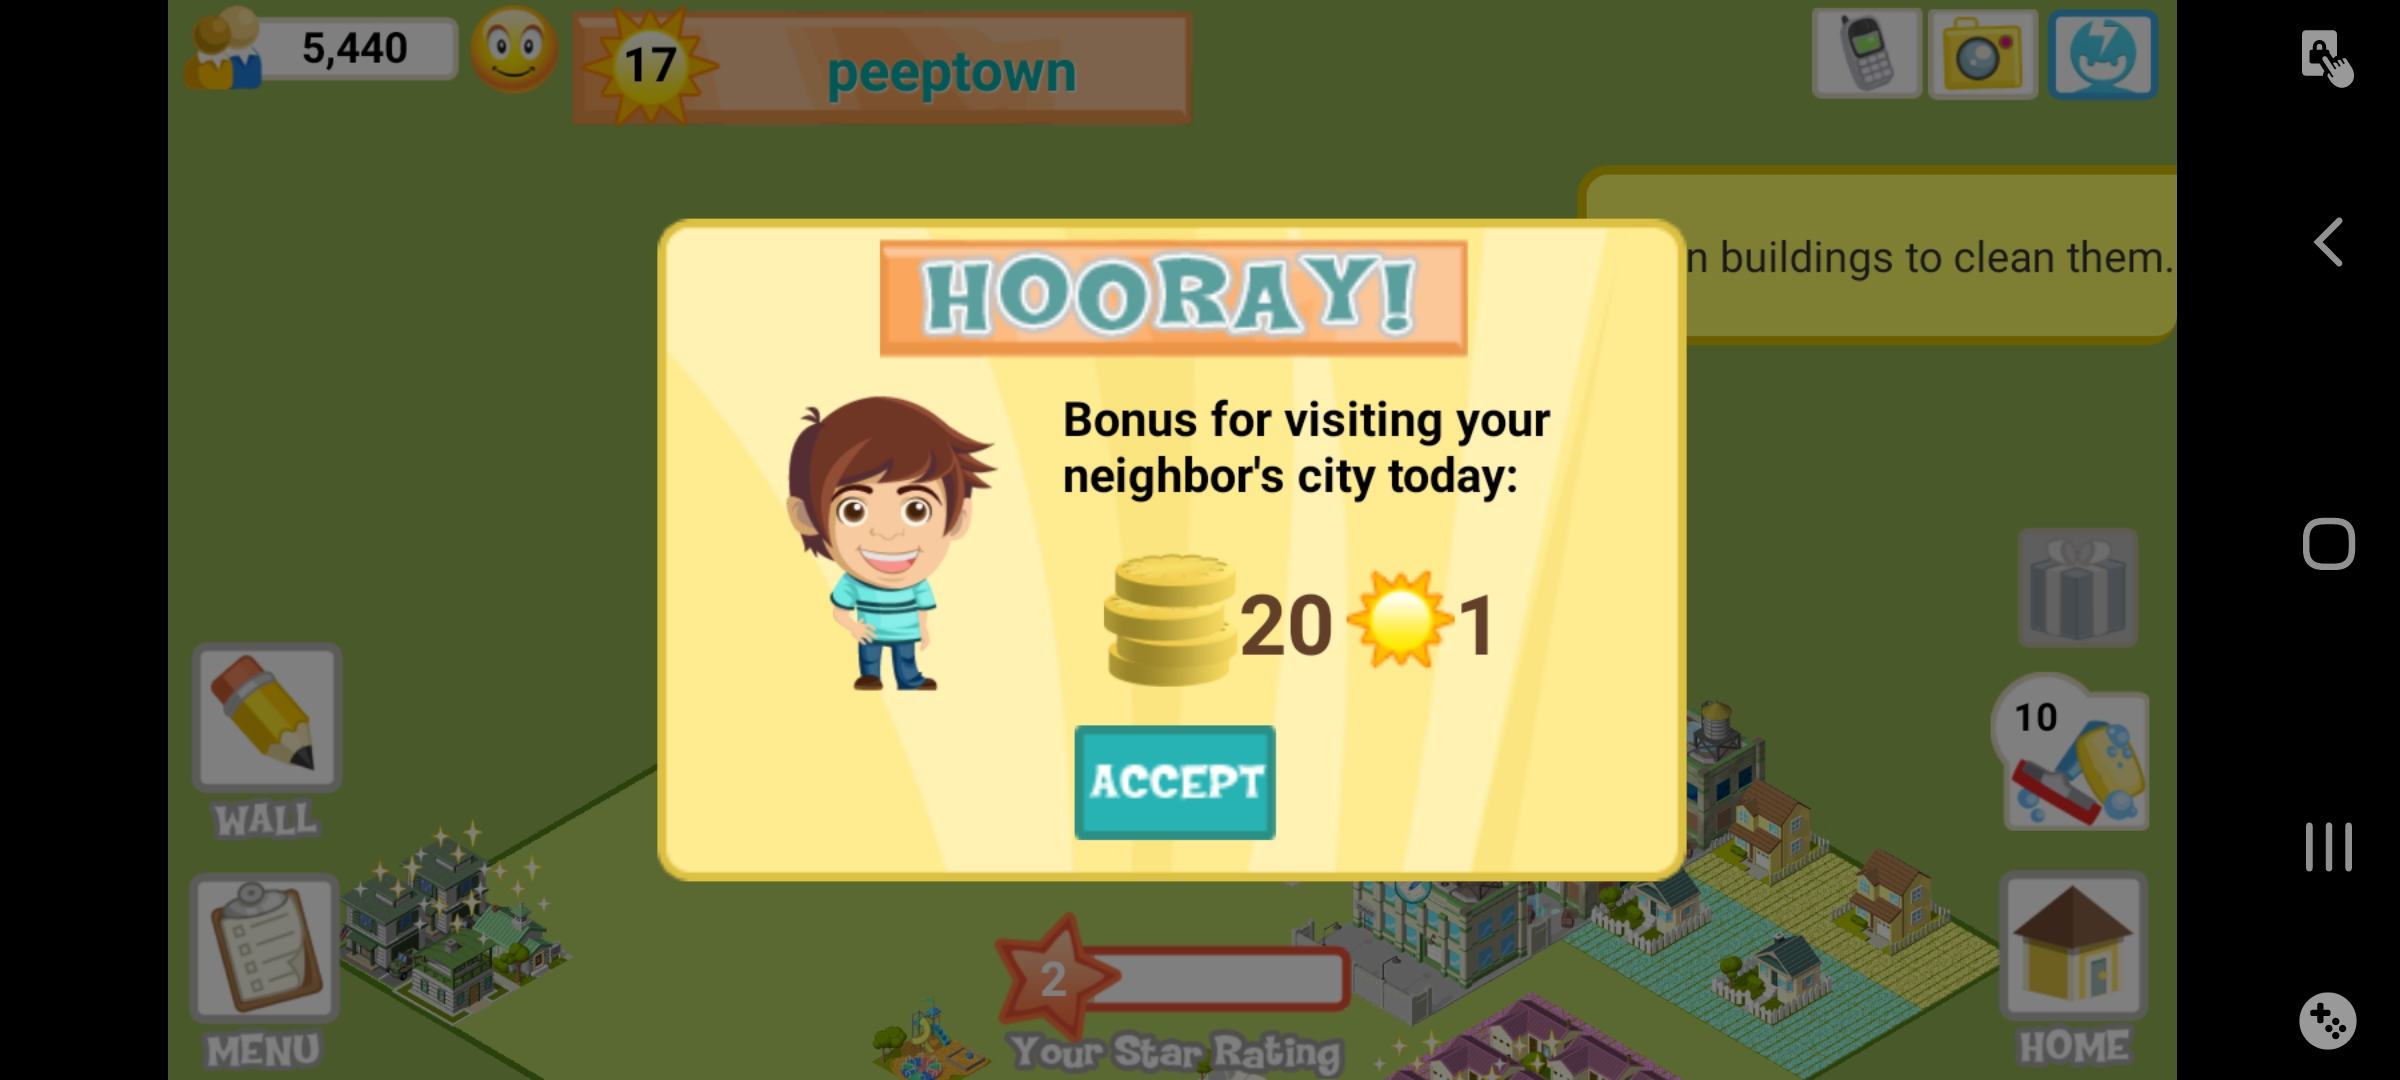 5,440
17
peeptown
n buildings to clean them.
HOORAY!
Bonus for visiting your
neighbor's city today:
20 1
ACCEPT
10
WALL
2
MENU
Your Star Rating
HOME